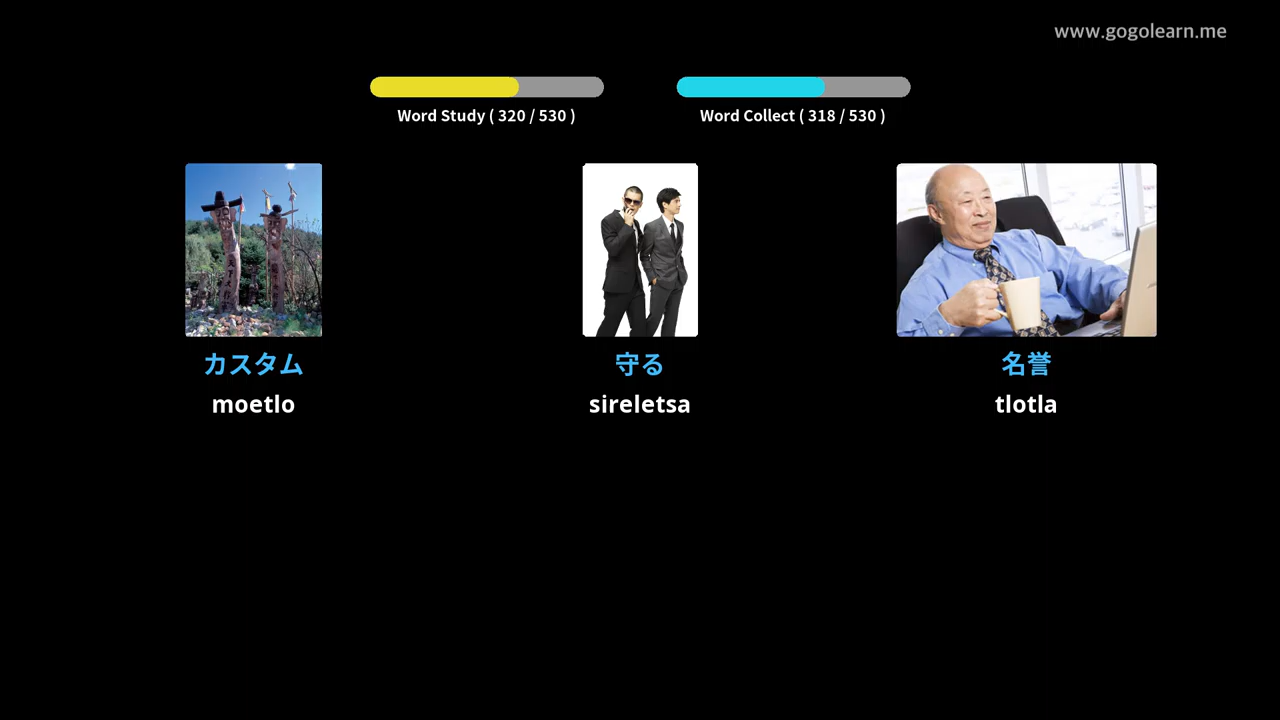 www.gogolearn.me
Word Study ( 320 / 530 )
Word Collect ( 318 / 530 )
カスタム
守る
名誉
moetlo
sireletsa
tlotla